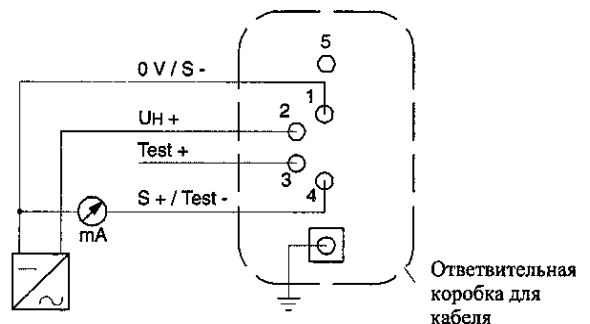 5
0 V / S -
1
UH +
2
Test +
3
S + / Test -
4
mA
Ответвительная
коробка для
кабеля